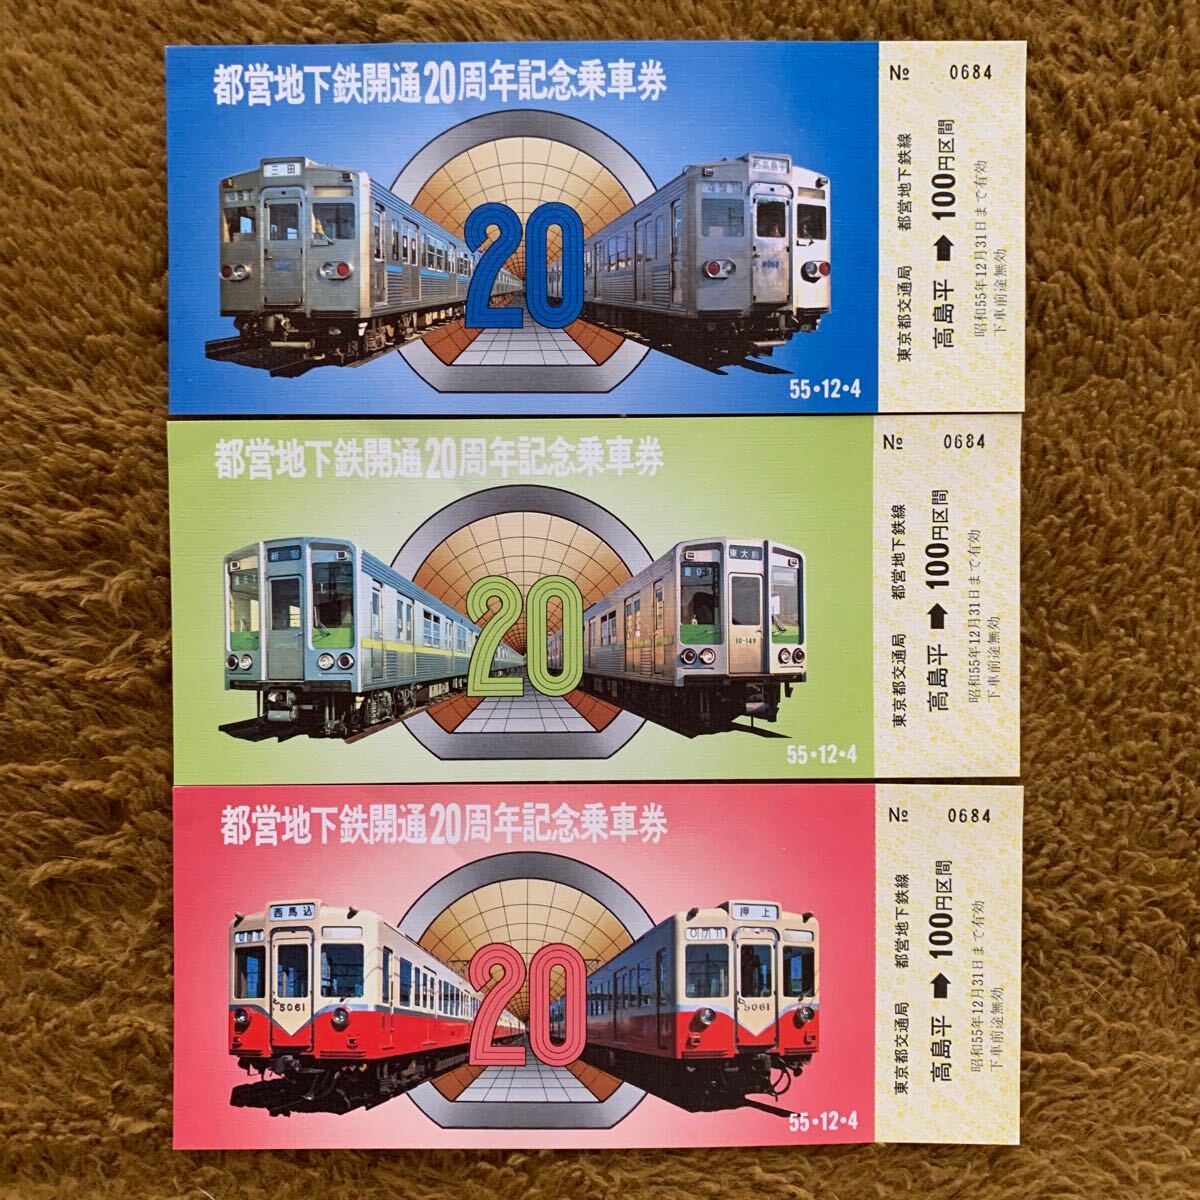 都営地下鉄開通20周年記念乗車券
三田
西高島平
20
55・12・4
No 0684
東京都交通局 都営地下鉄線
高島平 ➡ 100円区間
昭和55年12月31日まで有効
下車前途無効
都営地下鉄開通20周年記念乗車券
新宿
東大島
10-149
20
55・12・4
No 0684
東京都交通局 都営地下鉄線
高島平 ➡ 100円区間
昭和55年12月31日まで有効
下車前途無効
都営地下鉄開通20周年記念乗車券
西馬込
押上
5061
5061
20
55・12・4
No 0684
東京都交通局 都営地下鉄線
高島平 ➡ 100円区間
昭和55年12月31日まで有効
下車前途無効